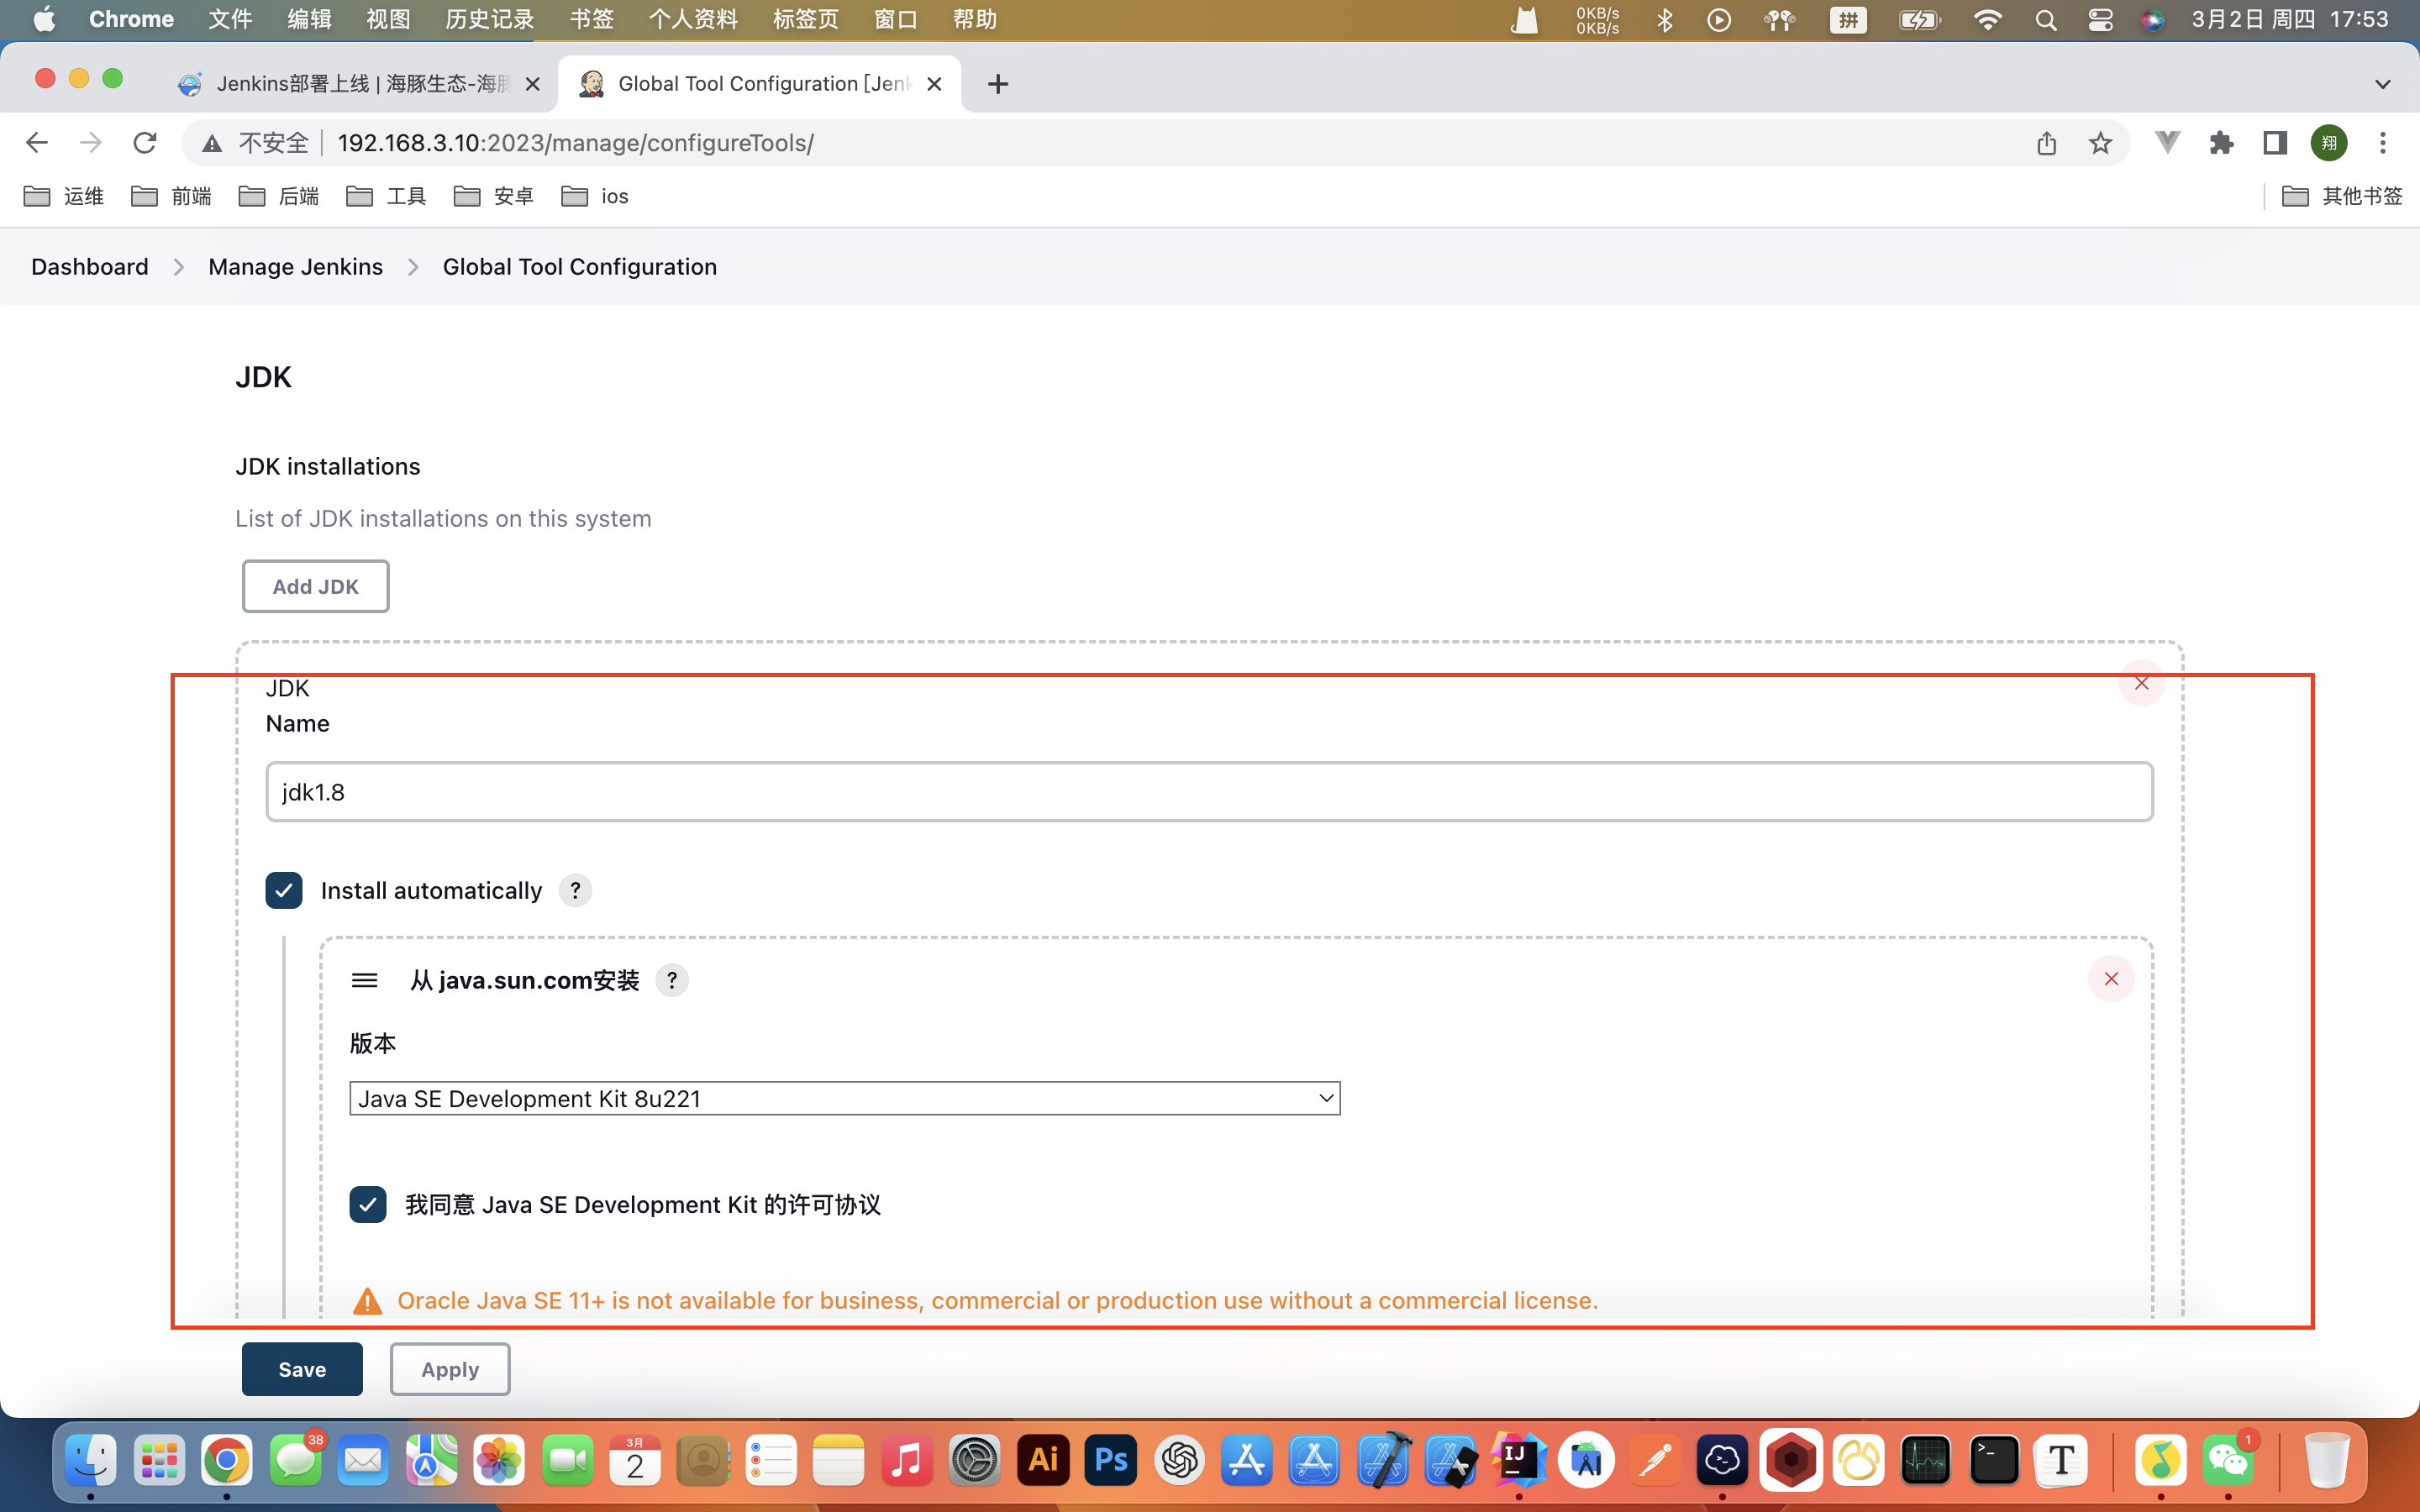 Chrome 文件 编辑 视图 历史记录 书签 个人资料 标签页 窗口 帮助 0KB/s 0KB/s 拼 3月2日 周四 17:53
Jenkins部署上线 | 海豚生态-海豚 Global Tool Configuration [Jenk
不安全 192.168.3.10:2023/manage/configureTools/ 翔
运维 前端 后端 工具 安卓 ios 其他书签
Dashboard Manage Jenkins Global Tool Configuration
JDK
JDK installations
List of JDK installations on this system
Add JDK
JDK
Name
jdk1.8
Install automatically ?
从 java.sun.com安装 ?
版本
Java SE Development Kit 8u221
我同意 Java SE Development Kit 的许可协议
Oracle Java SE 11+ is not available for business, commercial or production use without a commercial license.
Save Apply
38 3月 2 Ai Ps IJ >_ T 1